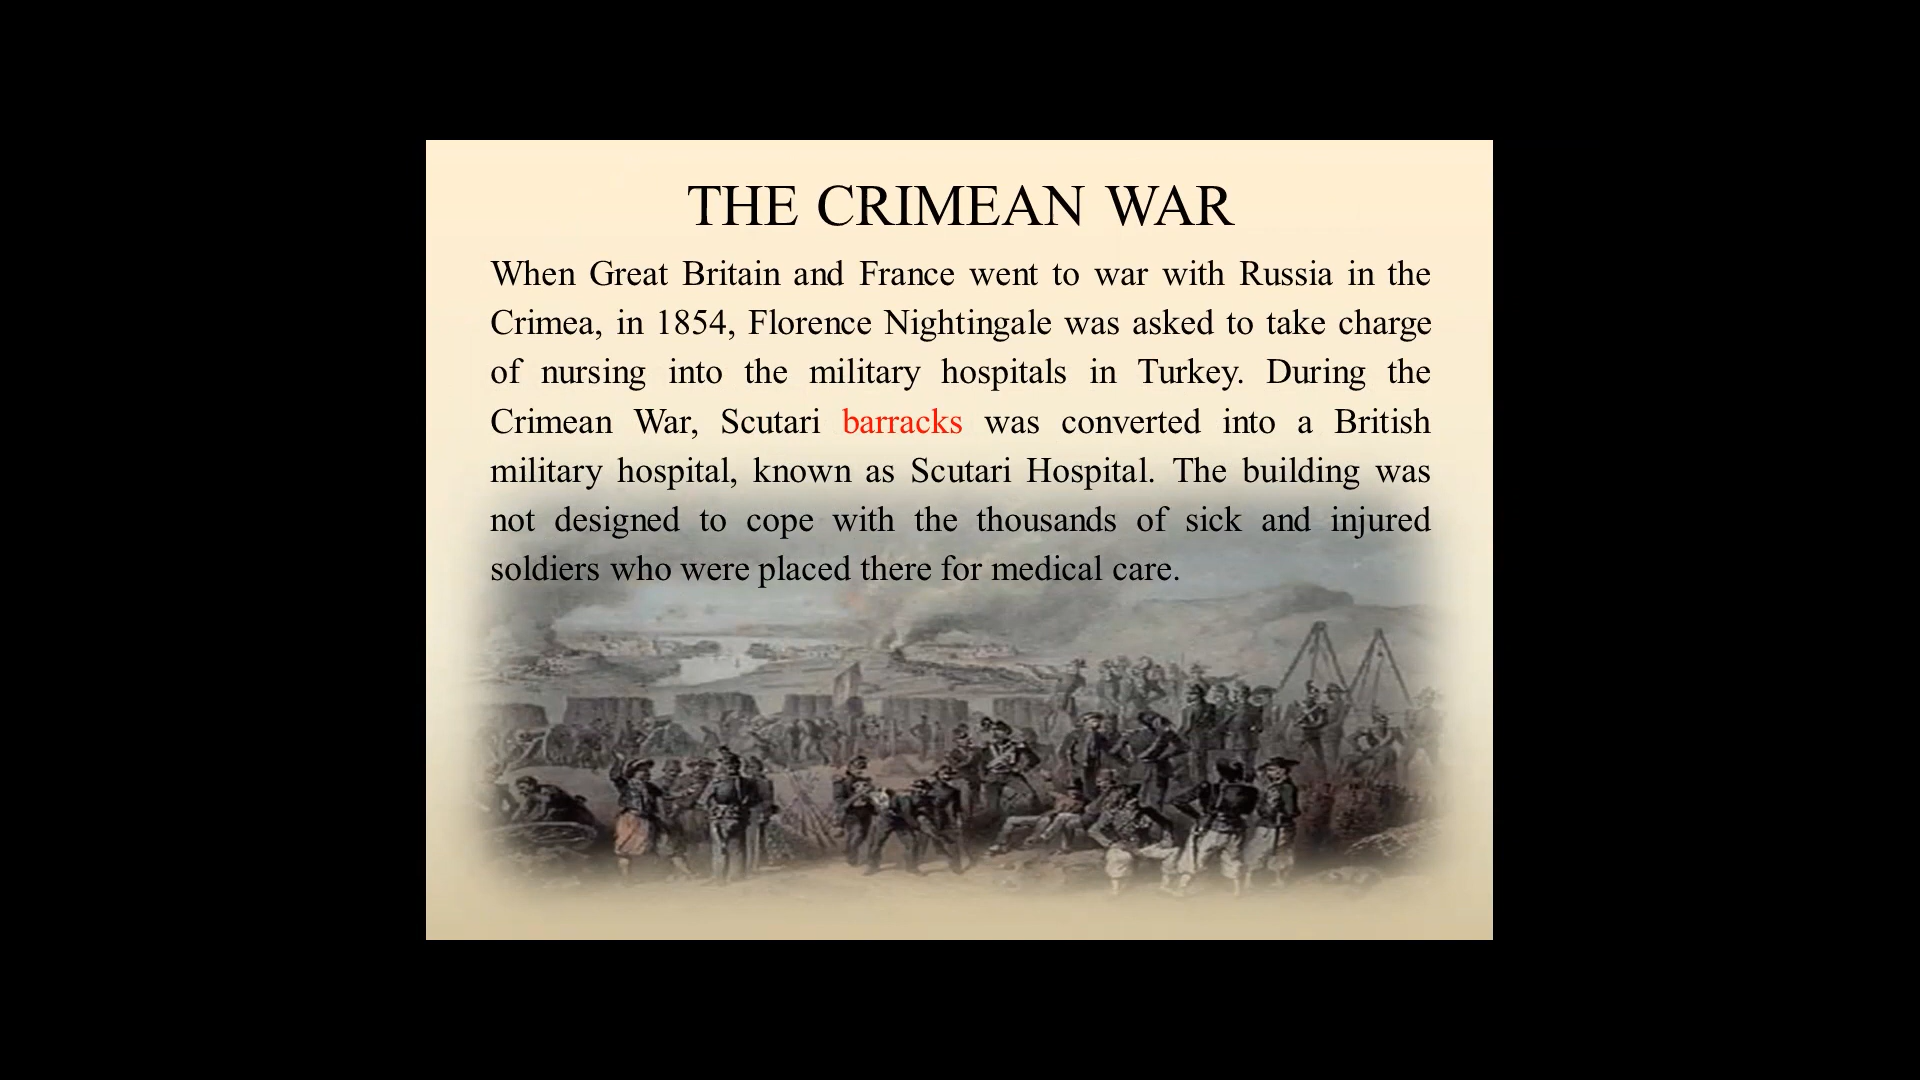 THE CRIMEAN WAR
When Great Britain and France went to war with Russia in the
Crimea, in 1854, Florence Nightingale was asked to take charge
of nursing into the military hospitals in Turkey. During the
Crimean War, Scutari barracks was converted into a British
military hospital, known as Scutari Hospital. The building was
not designed to cope with the thousands of sick and injured
soldiers who were placed there for medical care.